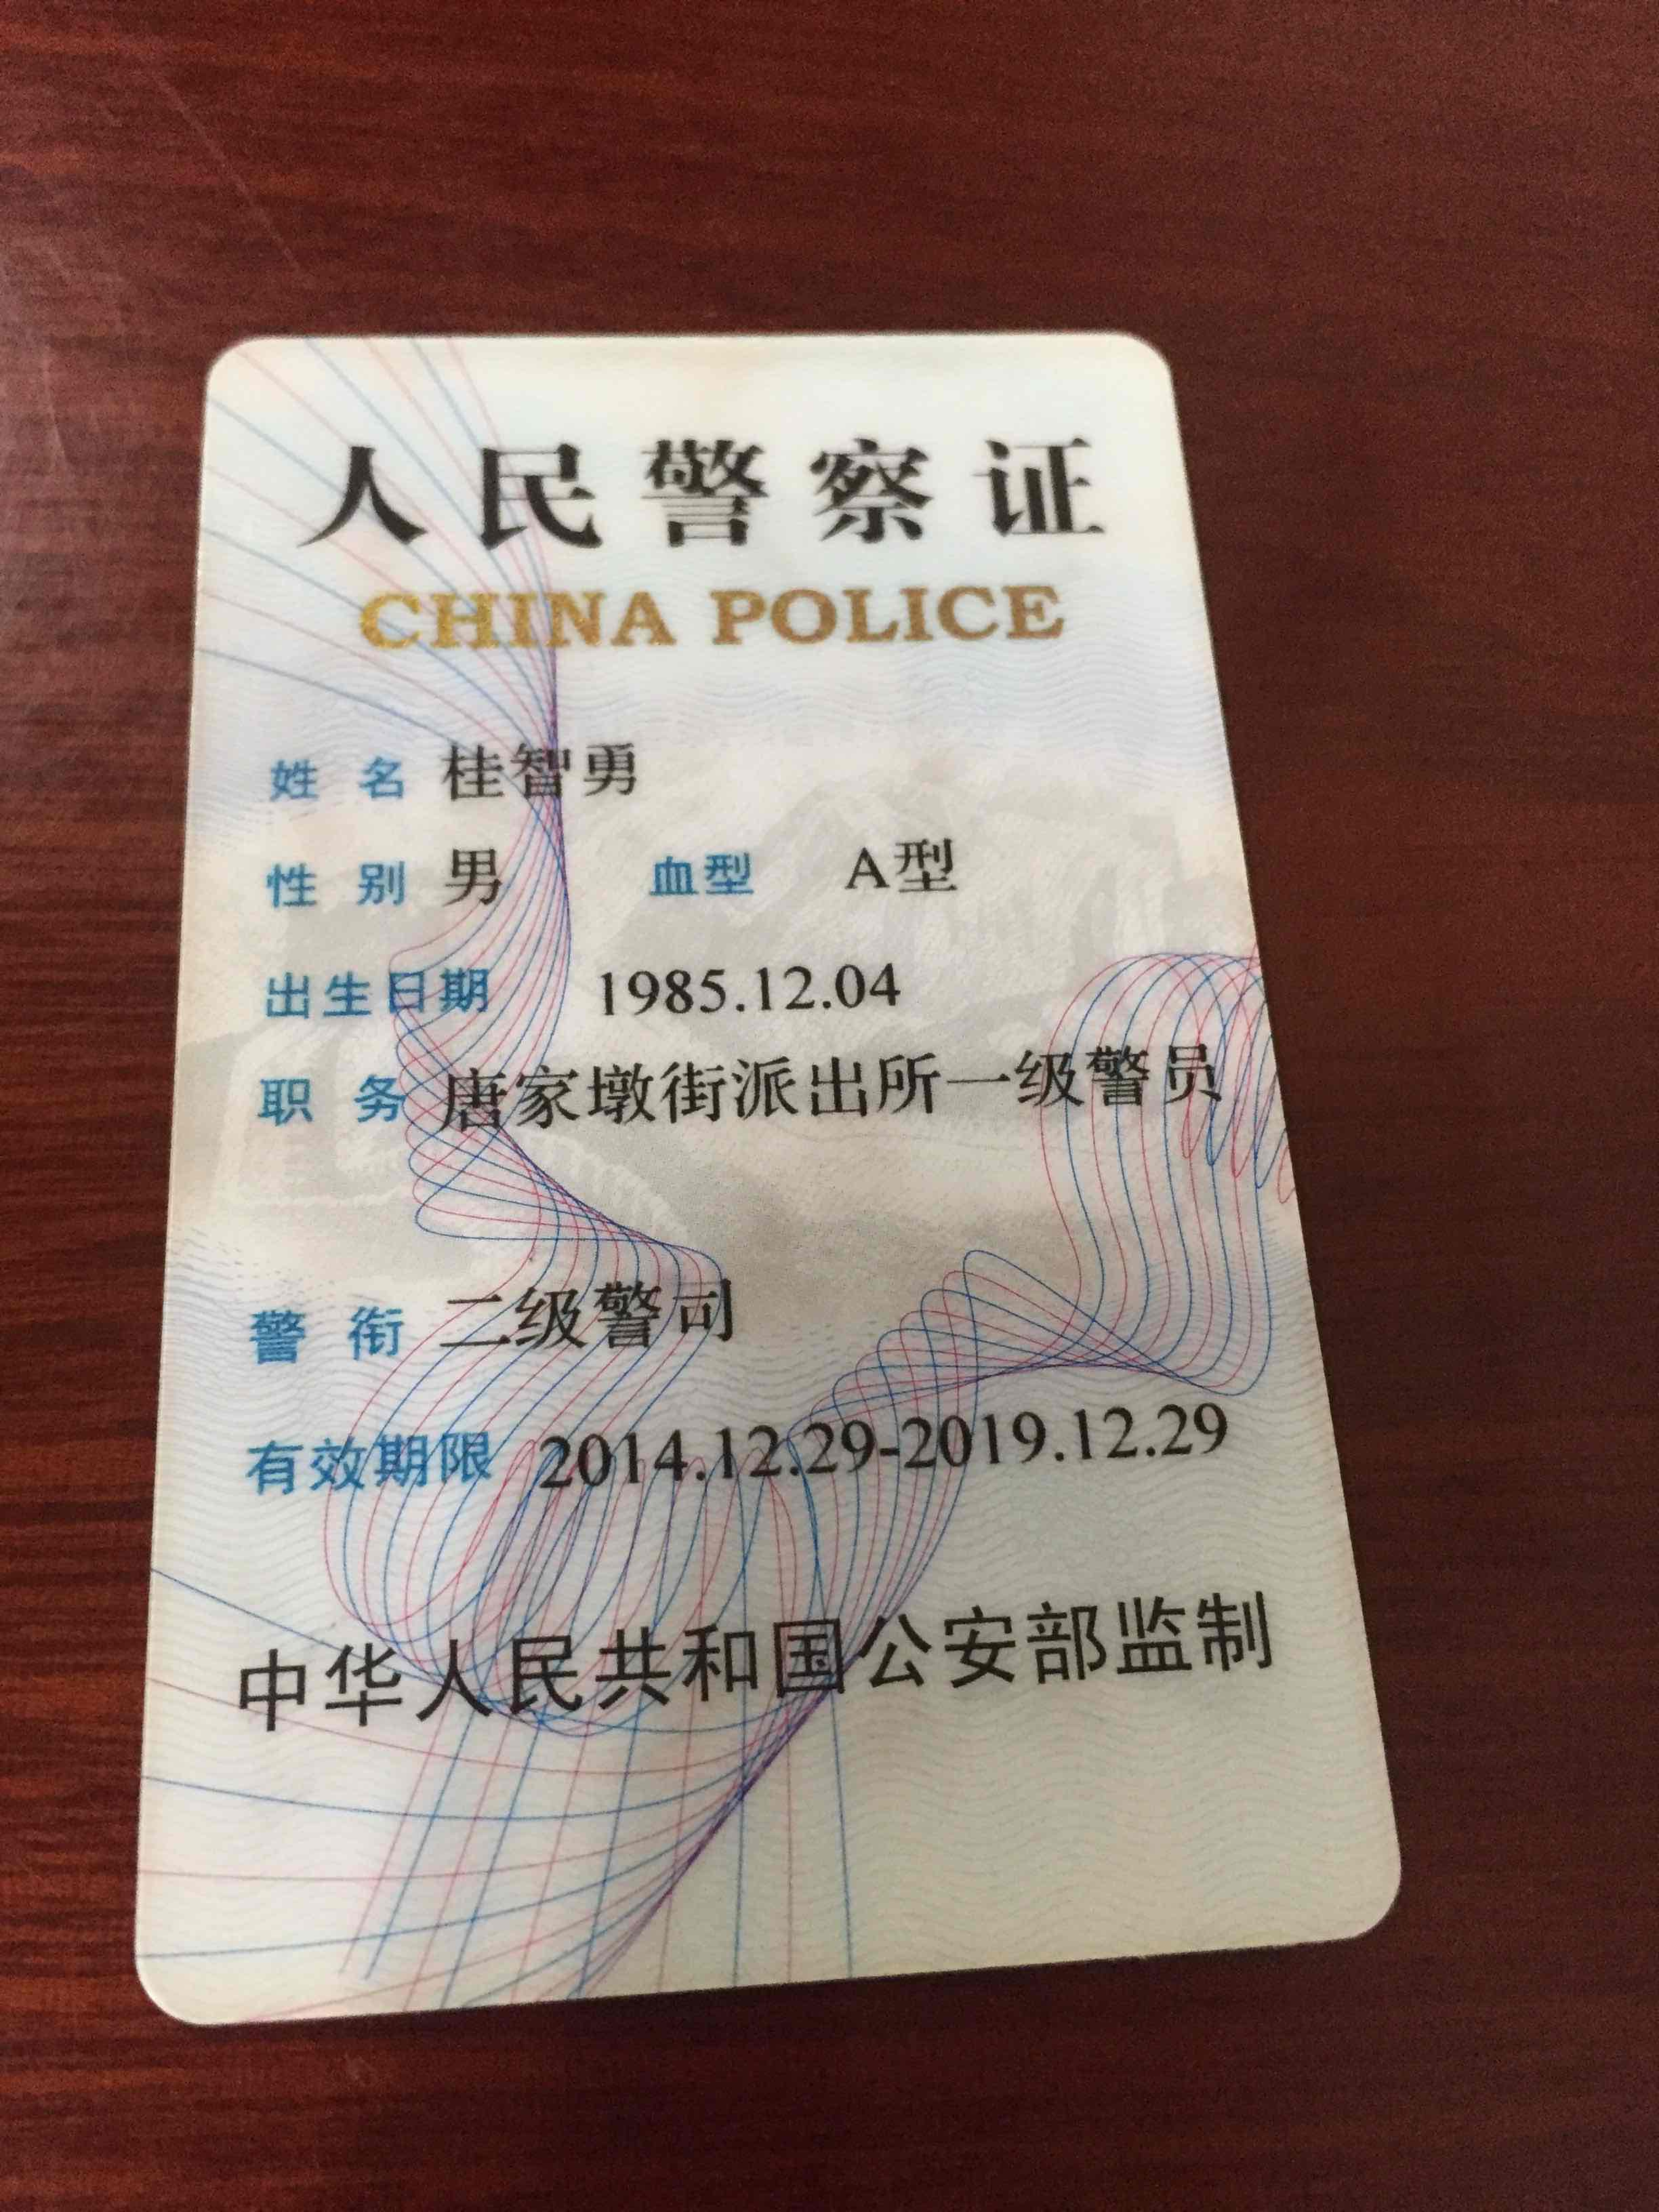 人民警察证
CHINA POLICE
姓名 桂智勇
性别 男 血型 A型
出生日期 1985.12.04
职务 唐家墩街派出所一级警员
警衔 二级警司
有效期限 2014.12.29-2019.12.29
中华人民共和国公安部监制